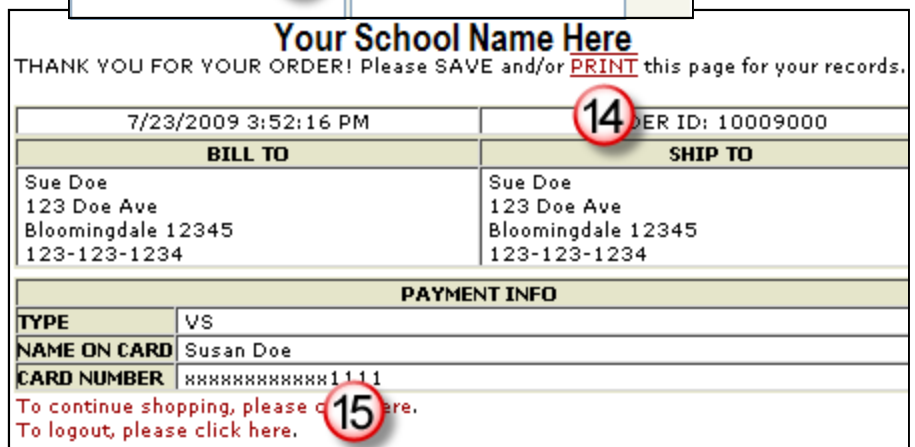 Your School Name Here
THANK YOU FOR YOUR ORDER! Please SAVE and/or PRINT this page for your records.
7/23/2009 3:52:16 PM 14 ID: 10009000
BILL TO SHIP TO
Sue Doe Sue Doe
123 Doe Ave 123 Doe Ave
Bloomingdale 12345 Bloomingdale 12345
123-123-1234 123-123-1234
PAYMENT INFO
TYPE VS
NAME ON CARD Susan Doe
CARD NUMBER xxxxxxxxxxxx1111
To continue shopping, please 15
To logout, please click here.